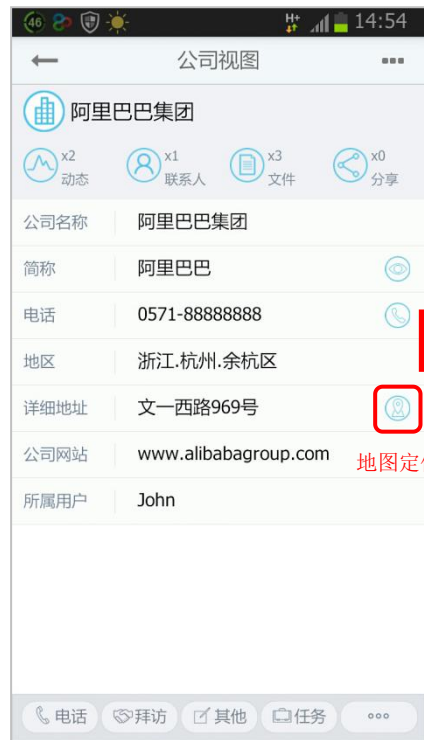 46 H+ 14:54
公司视图
阿里巴巴集团
x2 x1 x3 x0
动态 联系人 文件 分享
公司名称 阿里巴巴集团
简称 阿里巴巴
电话 0571-88888888
地区 浙江.杭州.余杭区
详细地址 文一西路969号
公司网站 www.alibabagroup.com
地图定
所属用户 John
电话 拜访 其他 任务